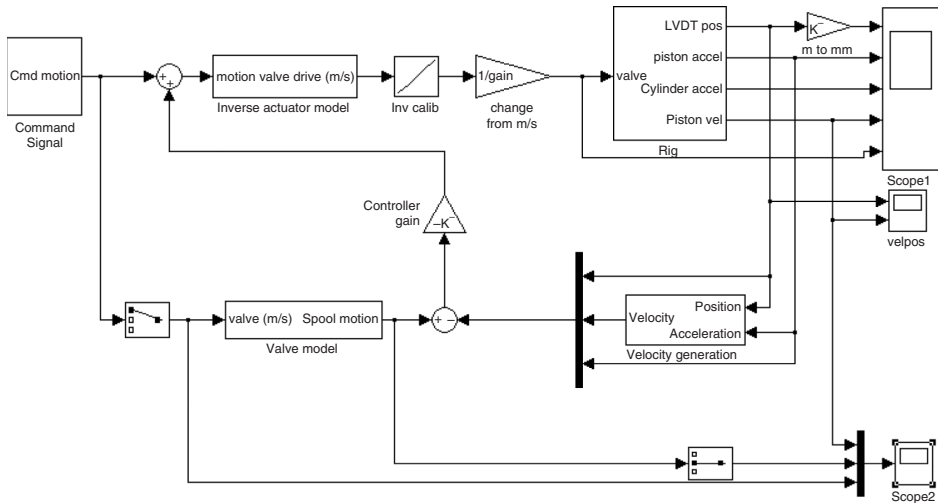 Cmd motion
Command
Signal
+
+
motion valve drive (m/s)
Inverse actuator model
Inv calib
1/gain
change
from m/s
valve
LVDT pos
piston accel
Cylinder accel
Piston vel
Rig
K-
m to mm
Scope1
velpos
Controller
gain
-K-
valve (m/s)
Spool motion
Valve model
+ -
Position
Velocity
Acceleration
Velocity generation
Scope2